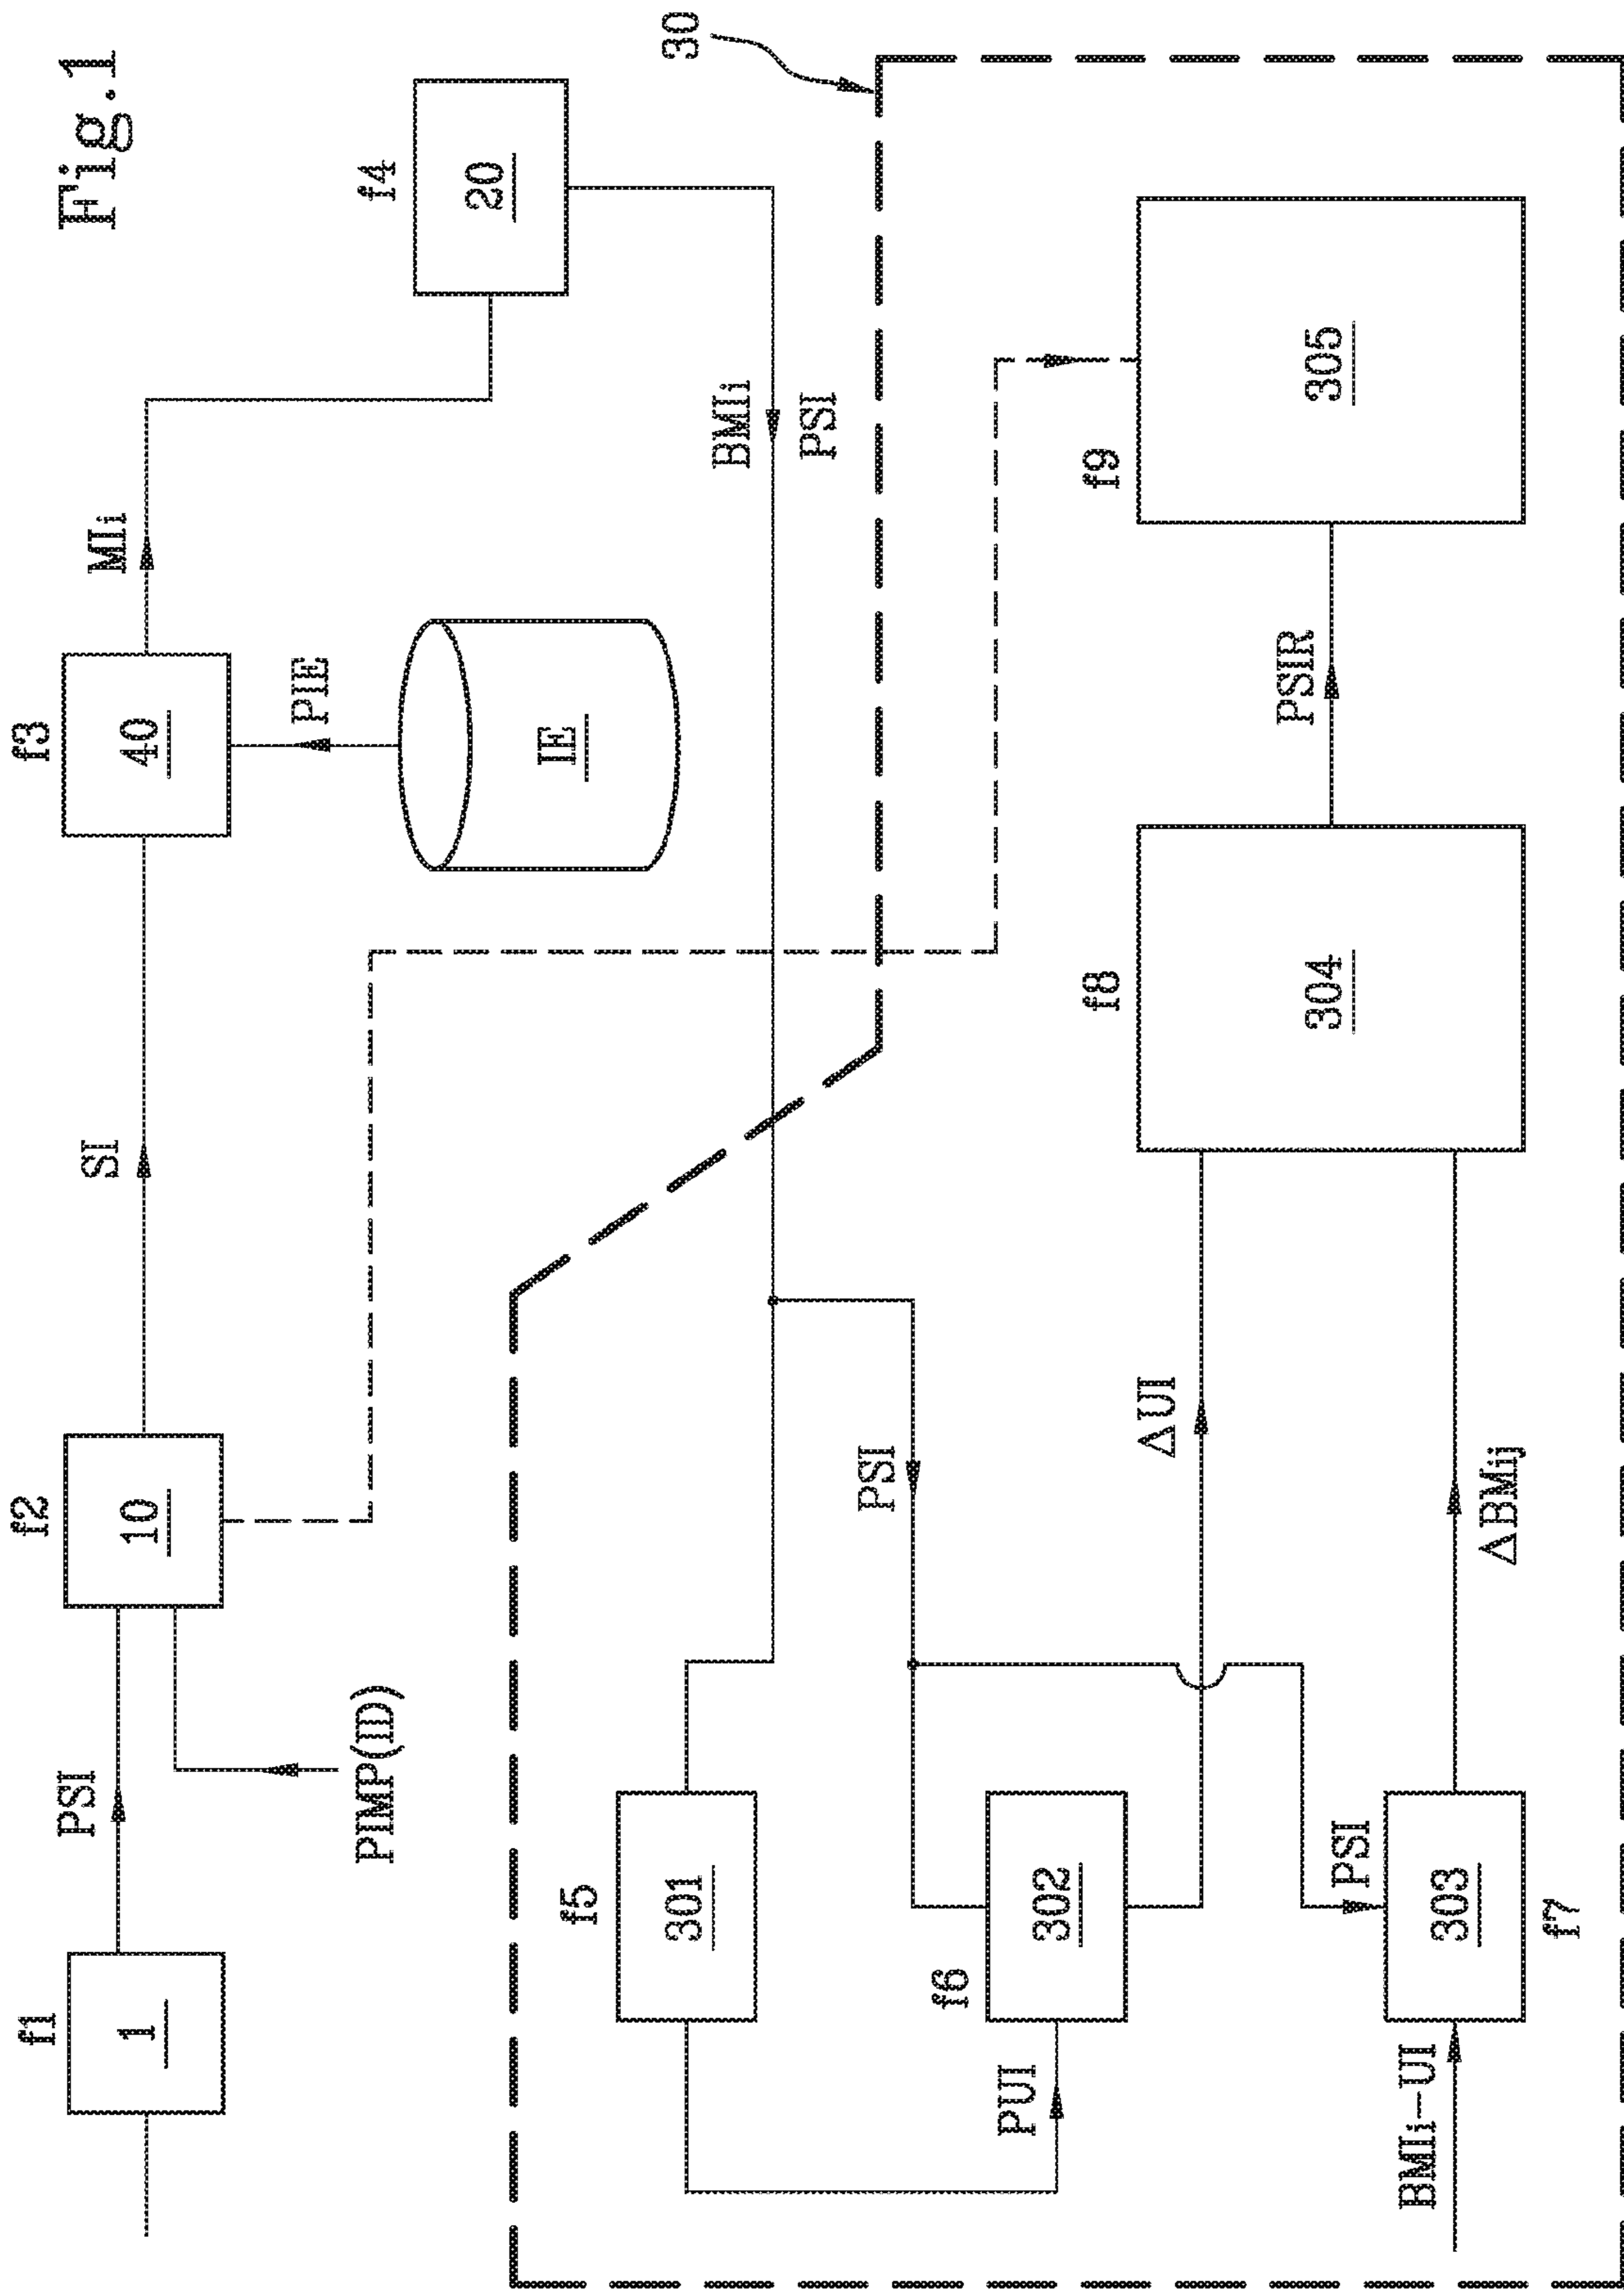 Fig.1
f1
1
PSI
PIMP(ID)
f2
10
SI
f3
40
MIi
PIE
IE
f4
20
BMIi
PSI
30
f5
301
PUI
f6
302
PSI
ΔUI
BMIi-UI
PSI
303
f7
ΔBMij
f8
304
PSIR
f9
305